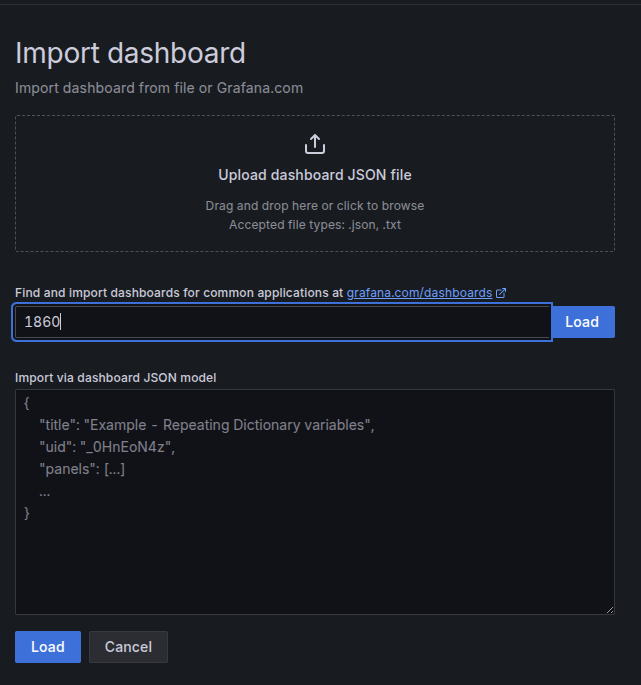 Import dashboard
Import dashboard from file or Grafana.com
Upload dashboard JSON file
Drag and drop here or click to browse
Accepted file types: .json, .txt
Find and import dashboards for common applications at grafana.com/dashboards
1860 Load
Import via dashboard JSON model
{
"title": "Example - Repeating Dictionary variables",
"uid": "_0HnEoN4z",
"panels": [...]
...
}
Load Cancel